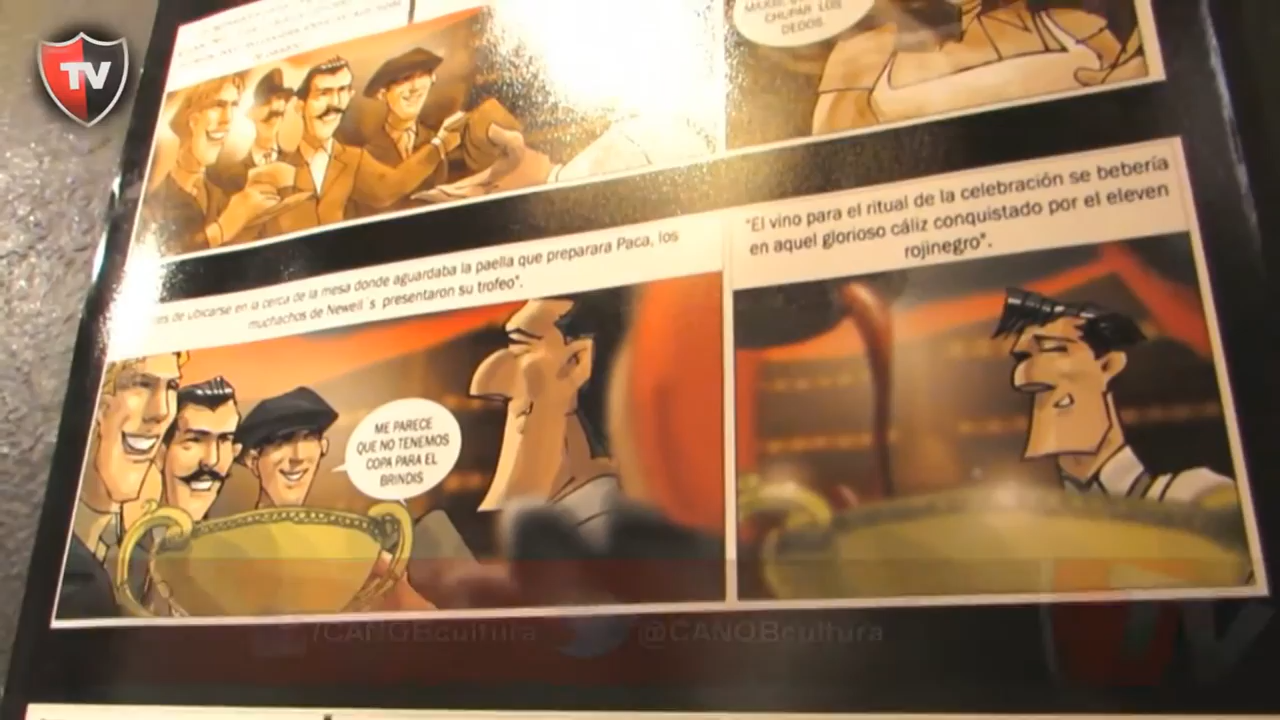 TV
CHUPAR LOS
DEDOS.
"El vino para el ritual de la celebración se bebería
en aquel glorioso cáliz conquistado por el eleven
rojinegro".
de ubicarse en la cerca de la mesa donde aguardaba la paella que preparara Paca, los
muchachos de Newell´s presentaron su trofeo".
ME PARECE
QUE NO TENEMOS
COPA PARA EL
BRINDIS
/CANOBcultura
@CANOBcultura
TV